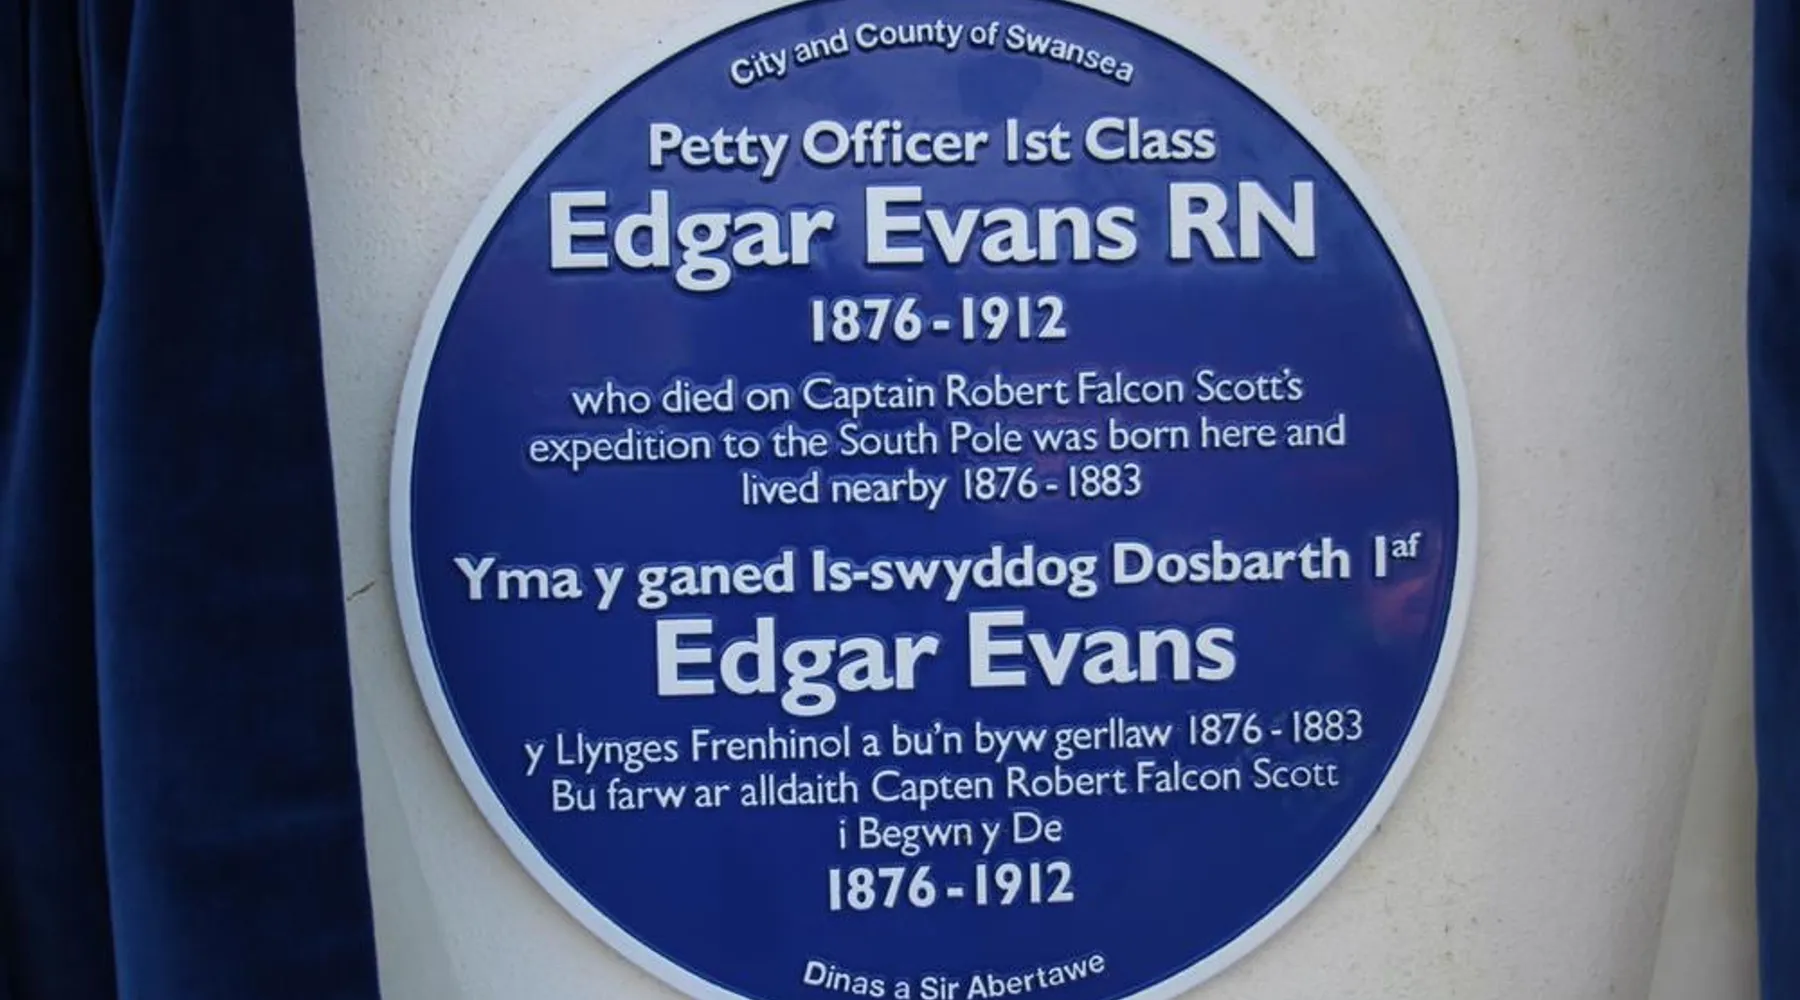 City and County of Swansea
Petty Officer 1st Class
Edgar Evans RN
1876 - 1912
who died on Captain Robert Falcon Scott's
expedition to the South Pole was born here and
lived nearby 1876 - 1883
Yma y ganed Is-swyddog Dosbarth 1af
Edgar Evans
y Llynges Frenhinol a bu'n byw gerllaw 1876 - 1883
Bu farw ar alldaith Capten Robert Falcon Scott
i Begwn y De
1876 - 1912
Dinas a Sir Abertawe